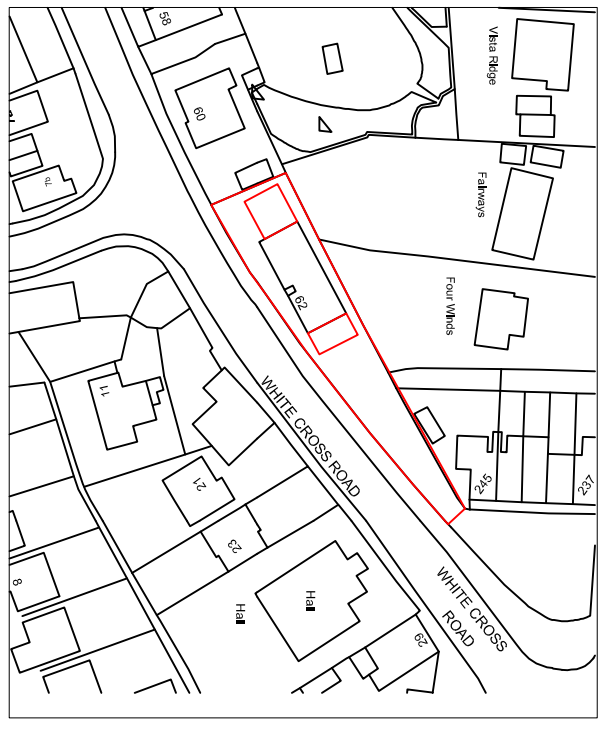 58
Vista Ridge
60
7b
Fairways
62
Four Winds
11
WHITE CROSS ROAD
245
237
21
23
8
Hall
Hall
WHITE CROSS
ROAD
29